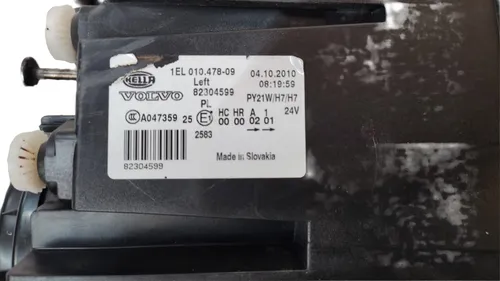 1EL 010.478-09 04.10.2010
HELLA Left 08:19:59
VOLVO 82304599 PY21W/H7/H7
PL HC HR A 1 24V
CCC A047359 25 E 00 00 02 01
2583
Made in Slovakia
82304599